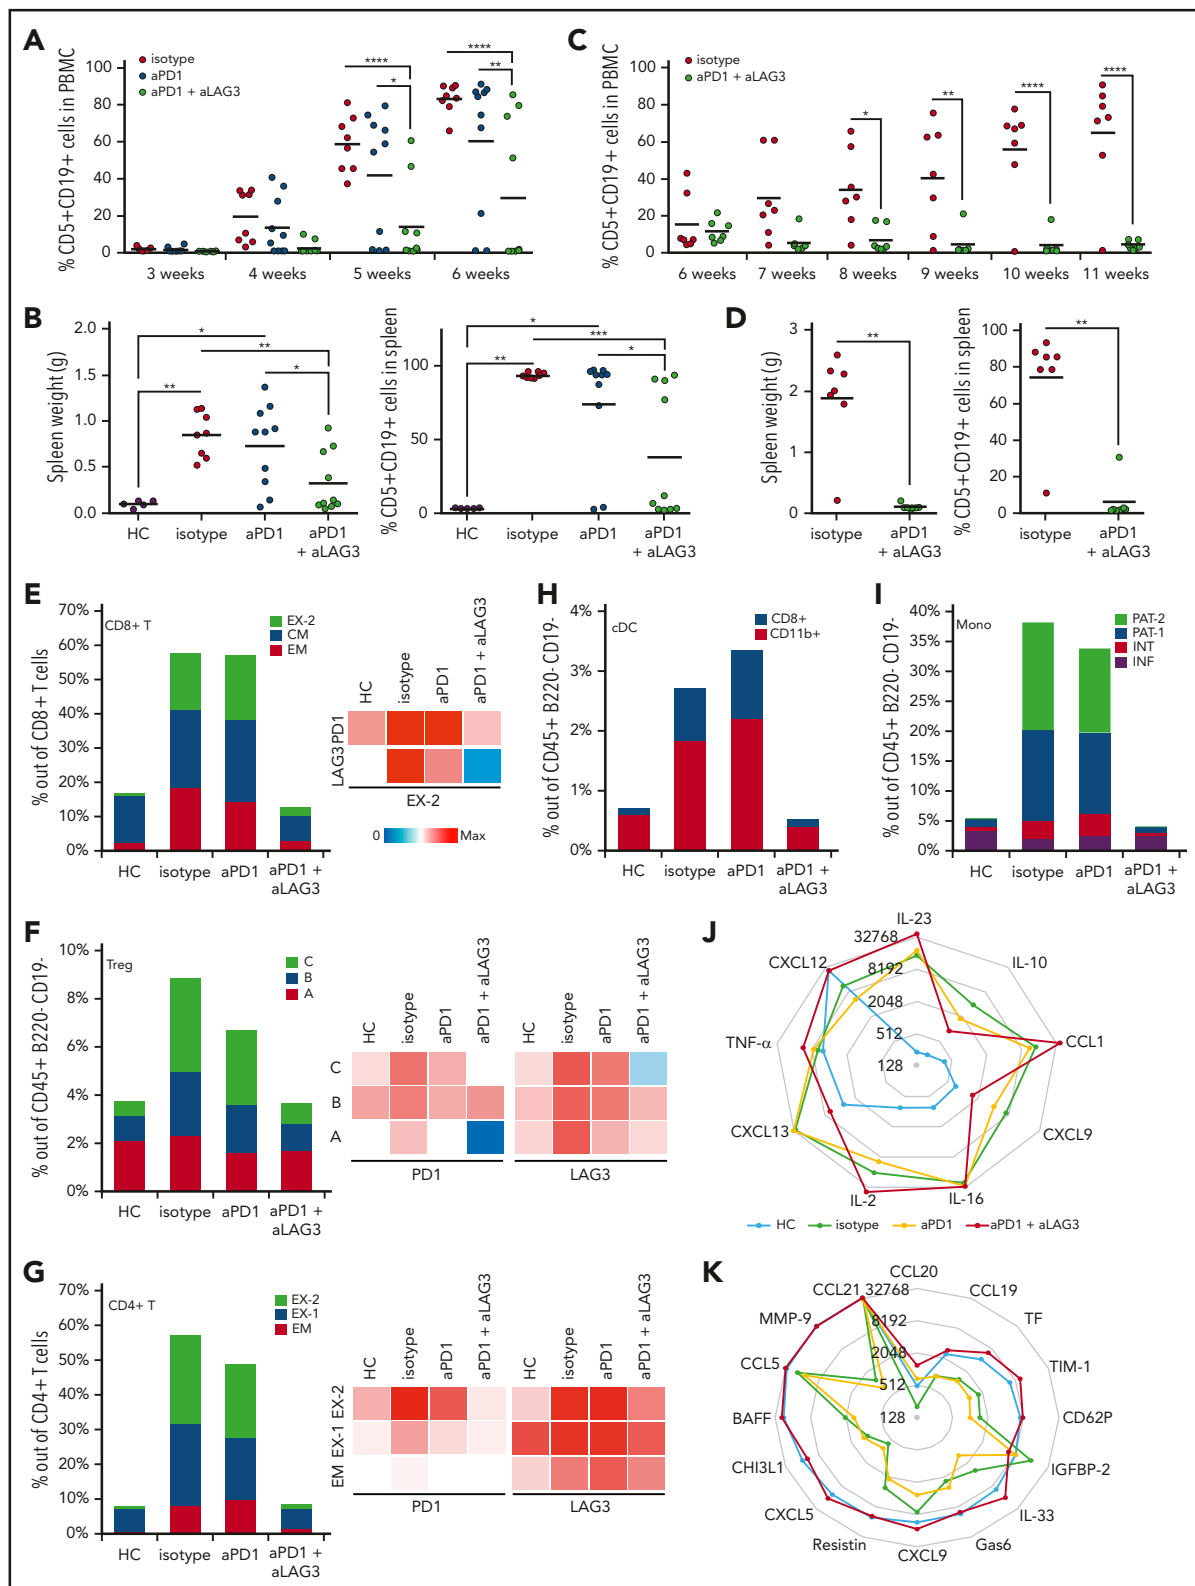 A
isotype
aPD1
aPD1 + aLAG3
% CD5+CD19+ cells in PBMC
100
80
60
40
20
0
**** * **** **
3 weeks 4 weeks 5 weeks 6 weeks
C
isotype
aPD1 + aLAG3
% CD5+CD19+ cells in PBMC
100
80
60
40
20
0
* ** **** ****
6 weeks 7 weeks 8 weeks 9 weeks 10 weeks 11 weeks
B
Spleen weight (g)
2.0
1.5
1.0
0.5
0.0
*
**
** *
HC isotype aPD1 aPD1
+ aLAG3
% CD5+CD19+ cells in spleen
100
50
0
*
***
** *
HC isotype aPD1 aPD1
+ aLAG3
D
Spleen weight (g)
3
2
1
0
**
isotype aPD1
+ aLAG3
% CD5+CD19+ cells in spleen
100
80
60
40
20
0
**
isotype aPD1
+ aLAG3
E
CD8+ T
EX-2
CM
EM
% out of CD8+ T cells
70%
60%
50%
40%
30%
20%
10%
0%
HC isotype aPD1 aPD1 +
aLAG3
HC isotype aPD1 aPD1 + aLAG3
PD1
LAG3
EX-2
0 Max
H
cDC
CD8+
CD11b+
% out of CD45+ B220- CD19-
4%
3%
2%
1%
0%
HC isotype aPD1 aPD1 +
aLAG3
I
Mono
PAT-2
PAT-1
INT
INF
% out of CD45+ B220- CD19-
40%
35%
30%
25%
20%
15%
10%
5%
0%
HC isotype aPD1 aPD1 +
aLAG3
F
Treg
C
B
A
% out of CD45+ B220- CD19-
10%
8%
6%
4%
2%
0%
HC isotype aPD1 aPD1 +
aLAG3
HC isotype aPD1 aPD1 + aLAG3 HC isotype aPD1 aPD1 + aLAG3
C
B
A
PD1 LAG3
J
IL-23
IL-10
CCL1
CXCL9
IL-16
IL-2
CXCL13
TNF-α
CXCL12
32768
8192
2048
512
128
HC isotype aPD1 aPD1 + aLAG3
G
CD4+ T
EX-2
EX-1
EM
% out of CD4+ T cells
70%
60%
50%
40%
30%
20%
10%
0%
HC isotype aPD1 aPD1 +
aLAG3
HC isotype aPD1 aPD1 + aLAG3 HC isotype aPD1 aPD1 + aLAG3
EX-2
EX-1
EM
PD1 LAG3
K
CCL20
CCL19
TF
TIM-1
CD62P
IGFBP-2
IL-33
Gas6
CXCL9
Resistin
CXCL5
CHI3L1
BAFF
CCL5
MMP-9
CCL21
32768
8192
2048
512
128